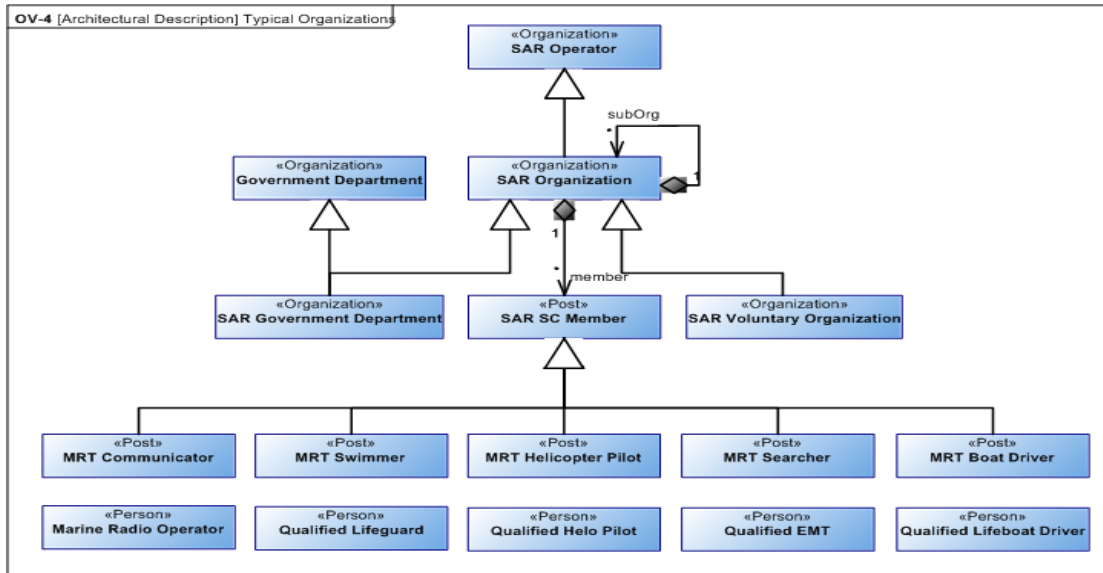 OV-4 [Architectural Description] Typical Organizations
«Organization»
SAR Operator
subOrg
*
1
«Organization»
Government Department
«Organization»
SAR Organization
1
*
member
«Organization»
SAR Government Department
«Post»
SAR SC Member
«Organization»
SAR Voluntary Organization
«Post»
MRT Communicator
«Post»
MRT Swimmer
«Post»
MRT Helicopter Pilot
«Post»
MRT Searcher
«Post»
MRT Boat Driver
«Person»
Marine Radio Operator
«Person»
Qualified Lifeguard
«Person»
Qualified Helo Pilot
«Person»
Qualified EMT
«Person»
Qualified Lifeboat Driver